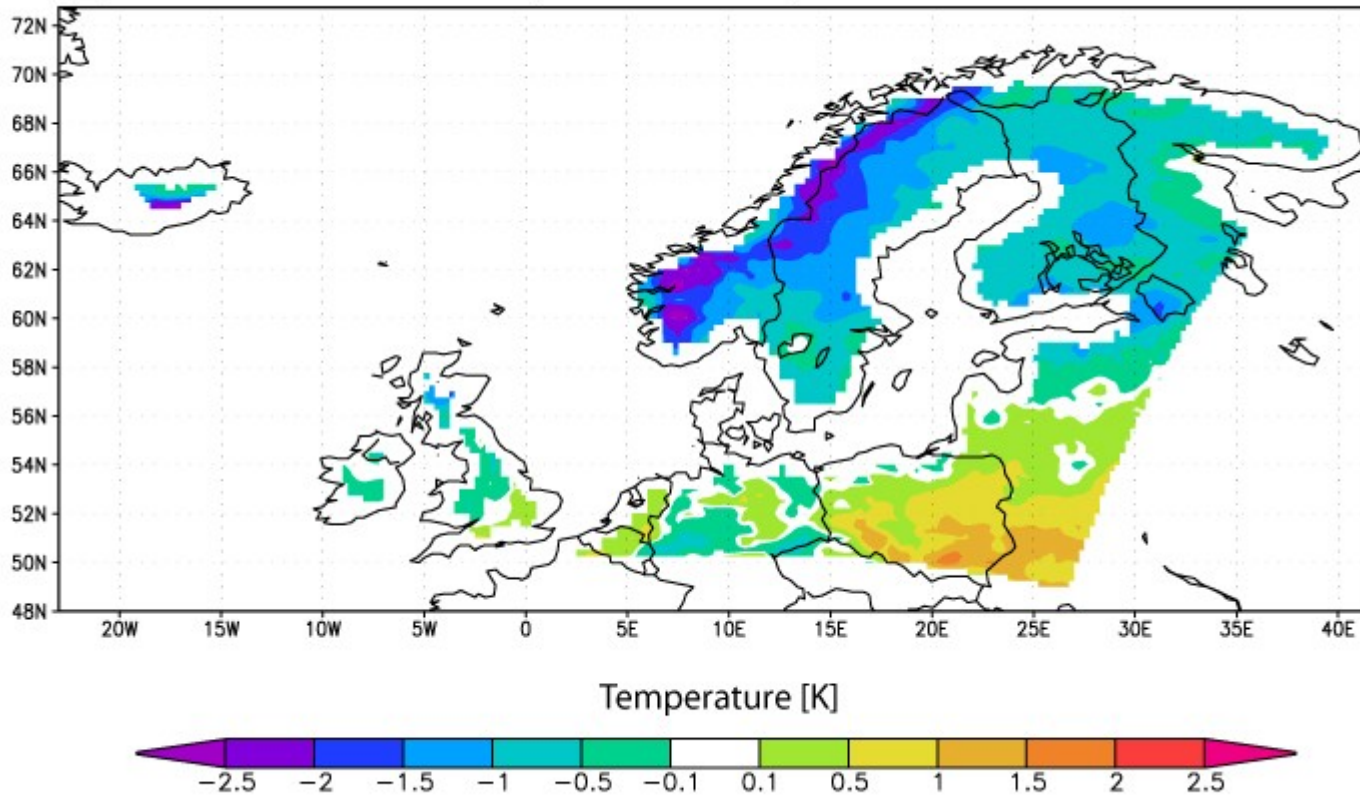 72N
70N
68N
66N
64N
62N
60N
58N
56N
54N
52N
50N
48N
20W 15W 10W 5W 0 5E 10E 15E 20E 25E 30E 35E 40E
Temperature [K]
−2.5 −2 −1.5 −1 −0.5 −0.1 0.1 0.5 1 1.5 2 2.5